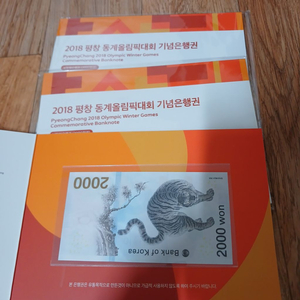 2018 평창 동계올림픽대회 기념은행권
PyeongChang 2018 Olympic Winter Games
Commemorative Banknote
2018 평창 동계올림픽대회 기념은행권
PyeongChang 2018 Olympic Winter Games
Commemorative Banknote
2000
Bank of Korea
2000 won